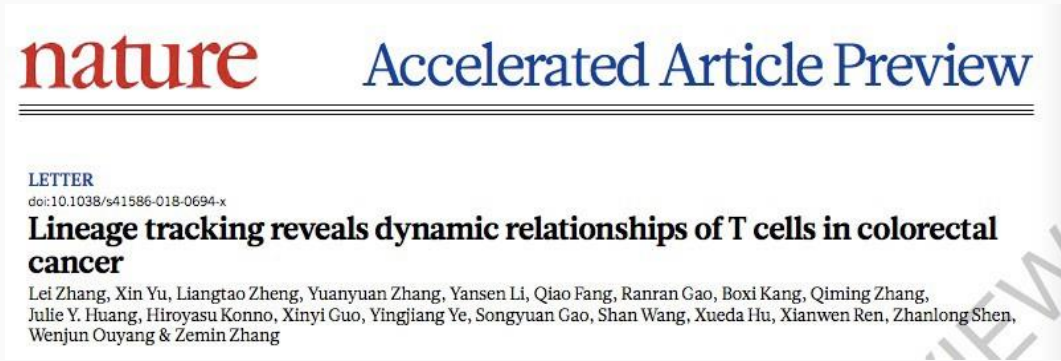 nature Accelerated Article Preview
LETTER
doi:10.1038/s41586-018-0694-x
Lineage tracking reveals dynamic relationships of T cells in colorectal
cancer
Lei Zhang, Xin Yu, Liangtao Zheng, Yuanyuan Zhang, Yansen Li, Qiao Fang, Ranran Gao, Boxi Kang, Qiming Zhang,
Julie Y. Huang, Hiroyasu Konno, Xinyi Guo, Yingjiang Ye, Songyuan Gao, Shan Wang, Xueda Hu, Xianwen Ren, Zhanlong Shen,
Wenjun Ouyang & Zemin Zhang
IEW